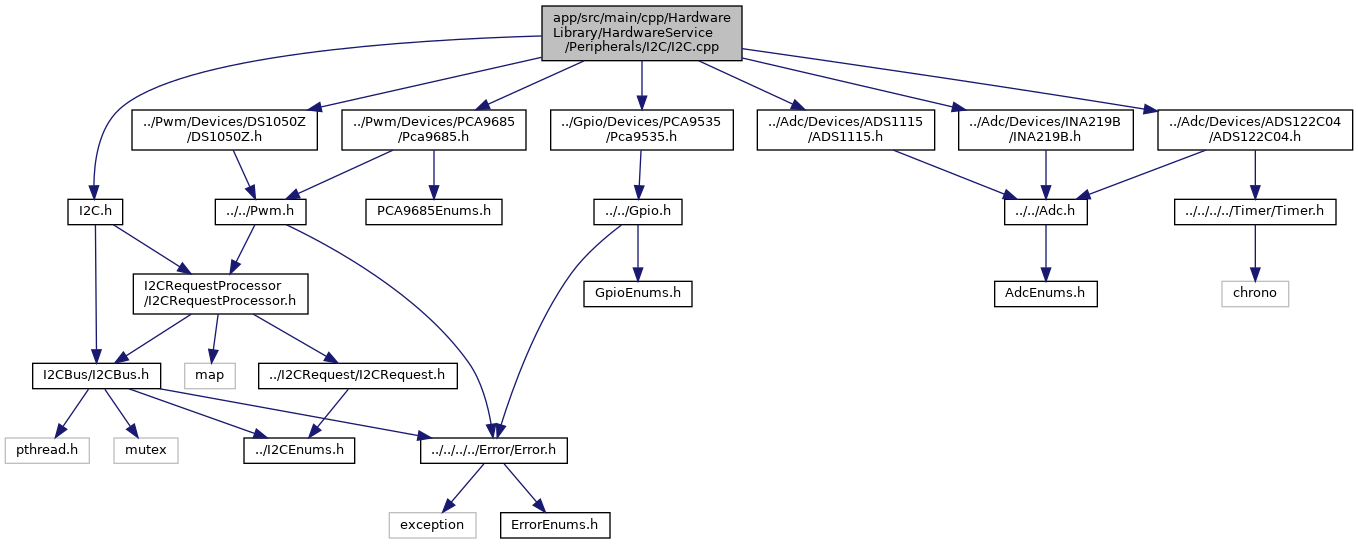 app/src/main/cpp/Hardware
Library/HardwareService
/Peripherals/I2C/I2C.cpp
../Pwm/Devices/DS1050Z
/DS1050Z.h
../Pwm/Devices/PCA9685
/Pca9685.h
../Gpio/Devices/PCA9535
/Pca9535.h
../Adc/Devices/ADS1115
/ADS1115.h
../Adc/Devices/INA219B
/INA219B.h
../Adc/Devices/ADS122C04
/ADS122C04.h
I2C.h
../../Pwm.h
PCA9685Enums.h
../../Gpio.h
../../Adc.h
../../../../Timer/Timer.h
I2CRequestProcessor
/I2CRequestProcessor.h
GpioEnums.h
AdcEnums.h
chrono
I2CBus/I2CBus.h
map
../I2CRequest/I2CRequest.h
pthread.h
mutex
../I2CEnums.h
../../../../Error/Error.h
exception
ErrorEnums.h